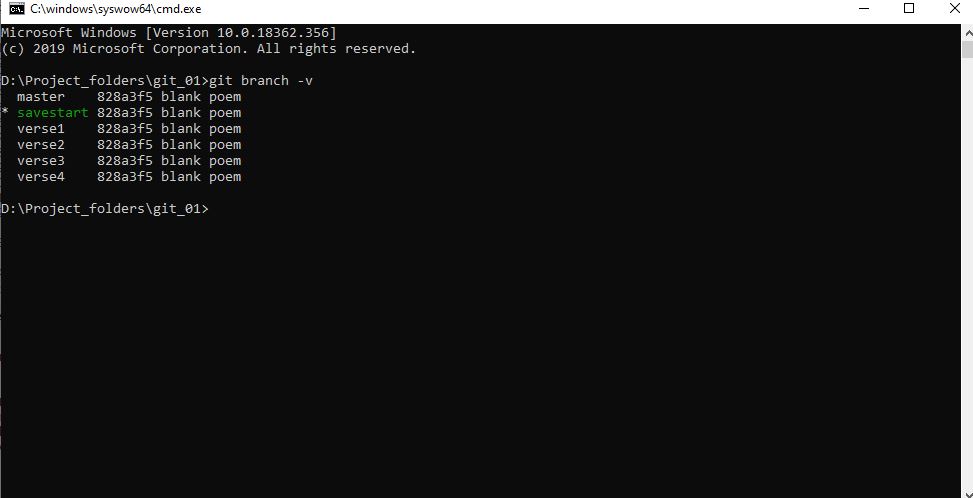 C:\windows\syswow64\cmd.exe
Microsoft Windows [Version 10.0.18362.356]
(c) 2019 Microsoft Corporation. All rights reserved.
D:\Project_folders\git_01>git branch -v
  master    828a3f5 blank poem
* savestart 828a3f5 blank poem
  verse1    828a3f5 blank poem
  verse2    828a3f5 blank poem
  verse3    828a3f5 blank poem
  verse4    828a3f5 blank poem
D:\Project_folders\git_01>